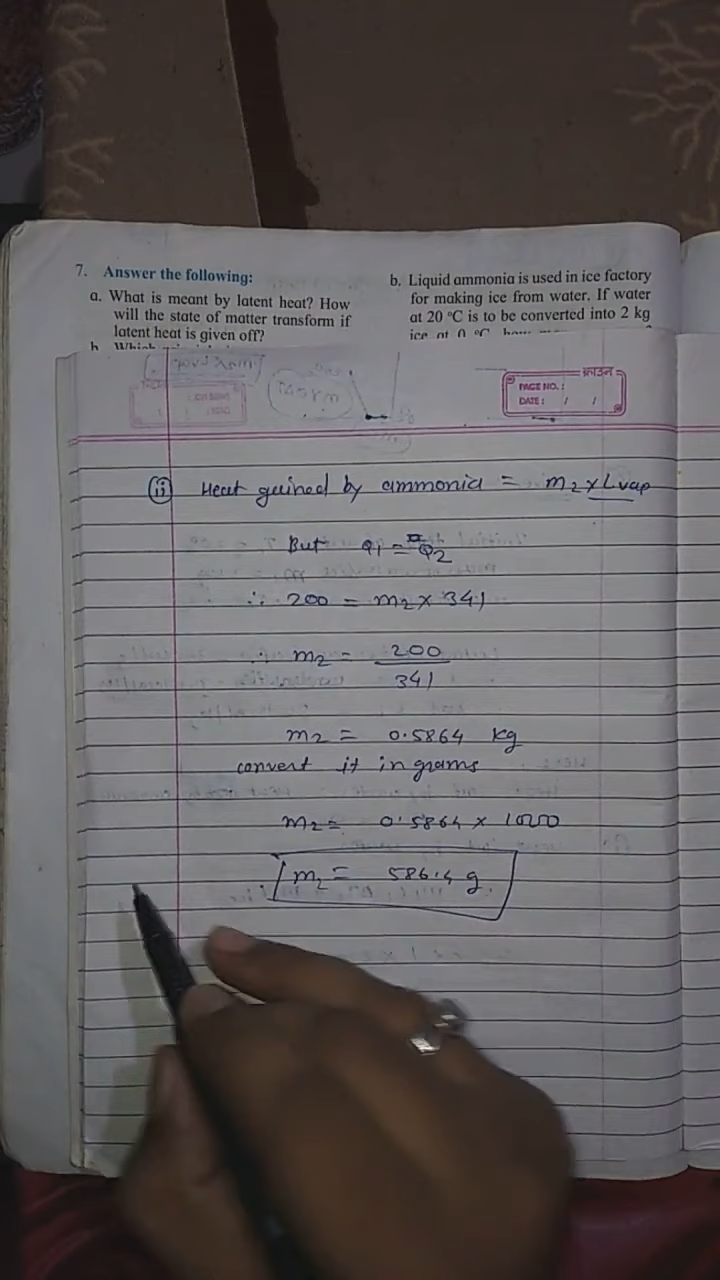 7. Answer the following:
a. What is meant by latent heat? How
will the state of matter transform if
latent heat is given off?
b. Liquid ammonia is used in ice factory
for making ice from water. If water
at 20 °C is to be converted into 2 kg
ice at 0 °C,
क्राउन
PAGE NO.:
DATE: / /
(ii) Heat gained by ammonia = m2 x Lvap
But Q1 = Q2
∴ 200 = m2 x 341
∴ m2 = 200
341
m2 = 0.5864 kg
convert it in grams
m2 = 0.5864 x 1000
m2 = 586.4 g